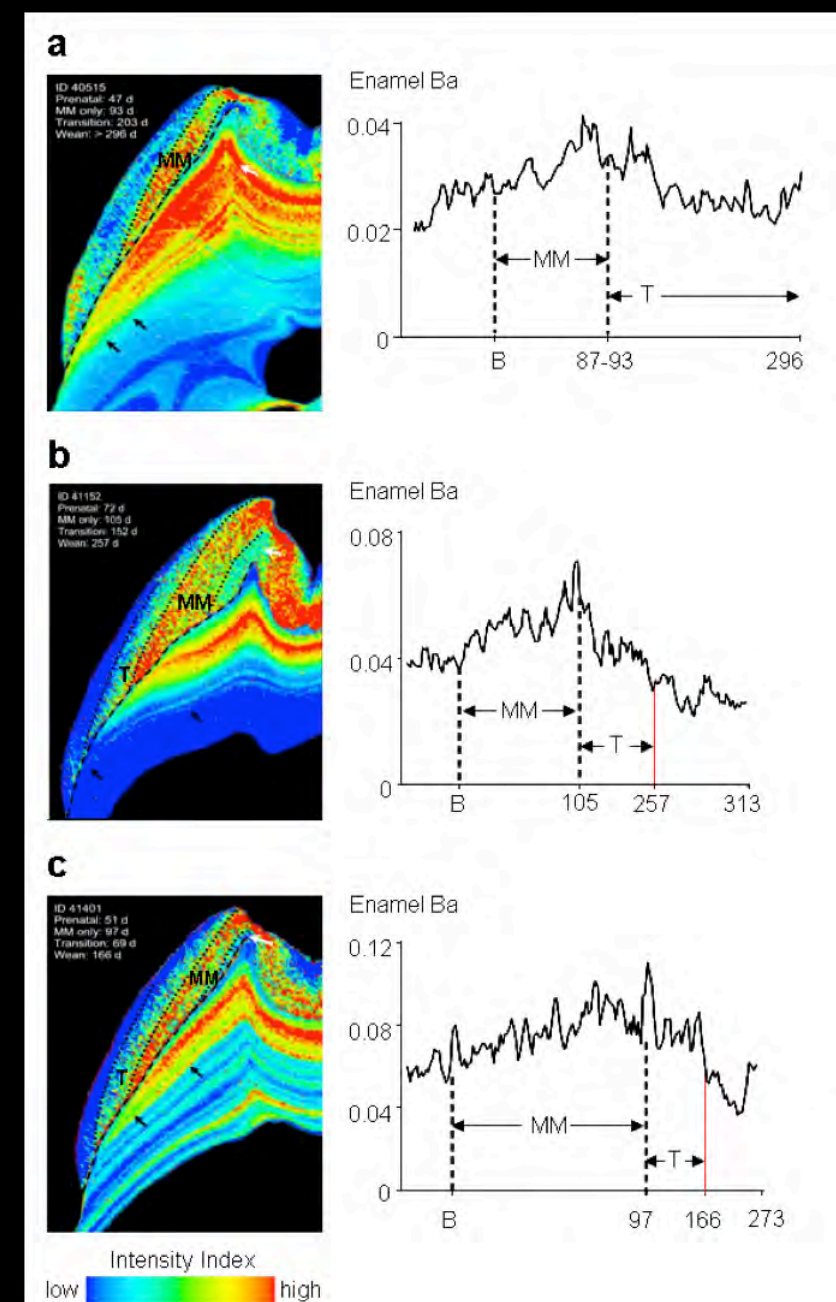 a
ID 40515
Prenatal: 47 d
MM only: 93 d
Transition: 203 d
Wean: > 296 d
MM
Enamel Ba
0.04
0.02
0
MM
T
B 87-93 296
b
ID 41152
Prenatal: 72 d
MM only: 105 d
Transition: 152 d
Wean: 257 d
MM
T
Enamel Ba
0.08
0.04
0
MM
T
B 105 257 313
c
ID 41401
Prenatal: 51 d
MM only: 97 d
Transition: 69 d
Wean: 166 d
MM
T
Enamel Ba
0.12
0.08
0.04
0
MM
T
B 97 166 273
Intensity Index
low high